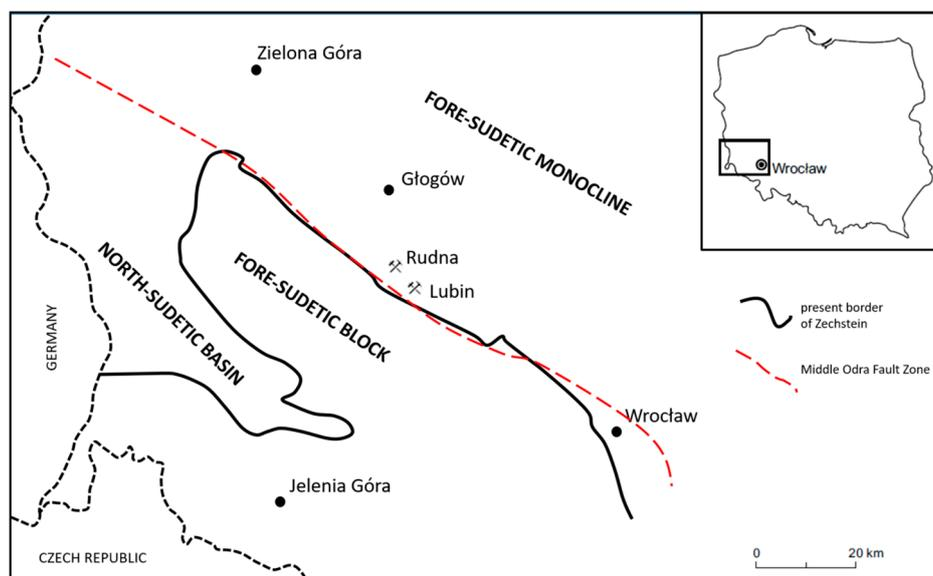 Zielona Góra
FORE-SUDETIC MONOCLINE
Głogów
Wrocław
Rudna
Lubin
FORE-SUDETIC BLOCK
NORTH-SUDETIC BASIN
GERMANY
present border
of Zechstein
Middle Odra Fault Zone
Wrocław
Jelenia Góra
CZECH REPUBLIC
0 20 km